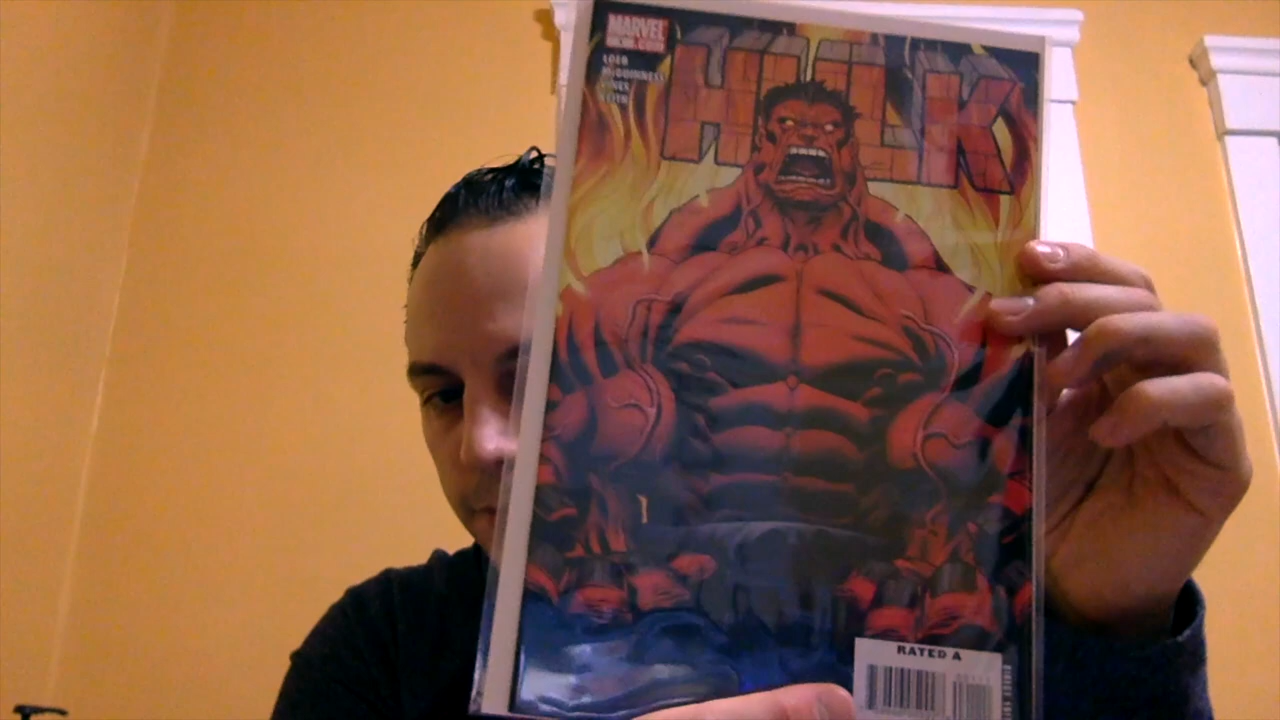 MARVEL
HULK
LOEB
McGUINNESS
VINES
KEITH
RATED A